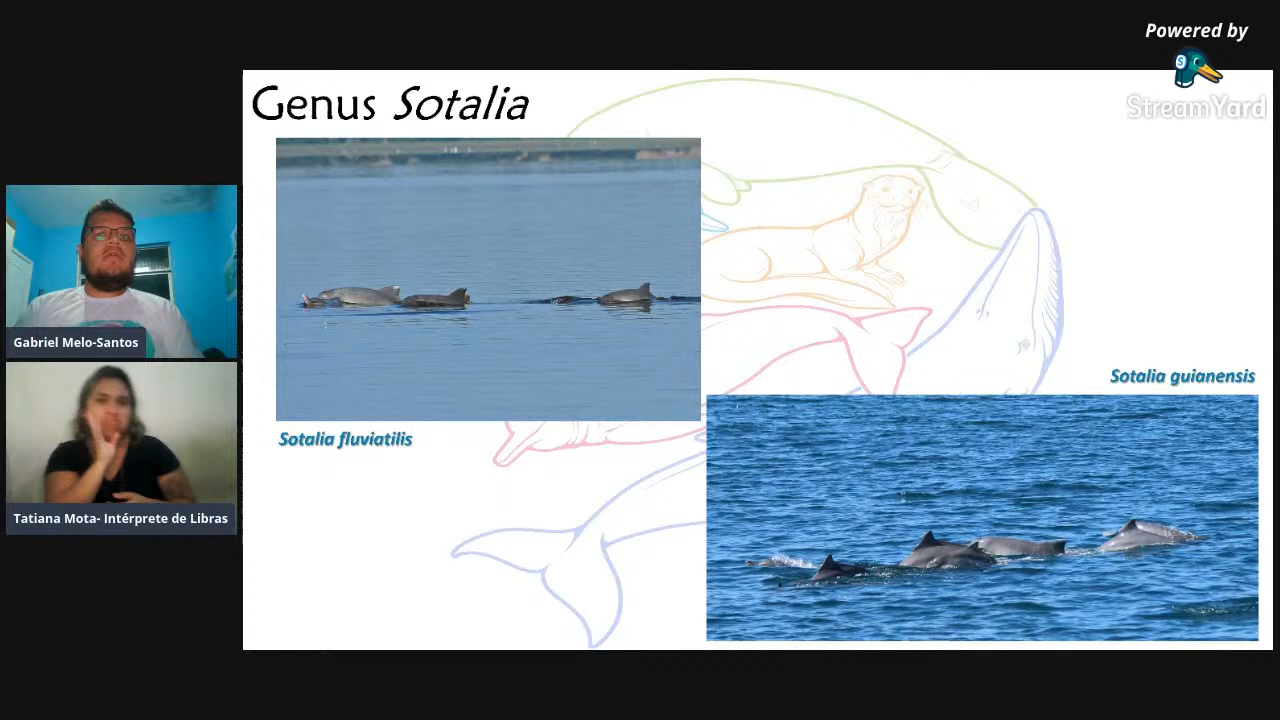 Powered by
StreamYard
Genus Sotalia
Gabriel Melo-Santos
Sotalia guianensis
Sotalia fluviatilis
Tatiana Mota- Intérprete de Libras